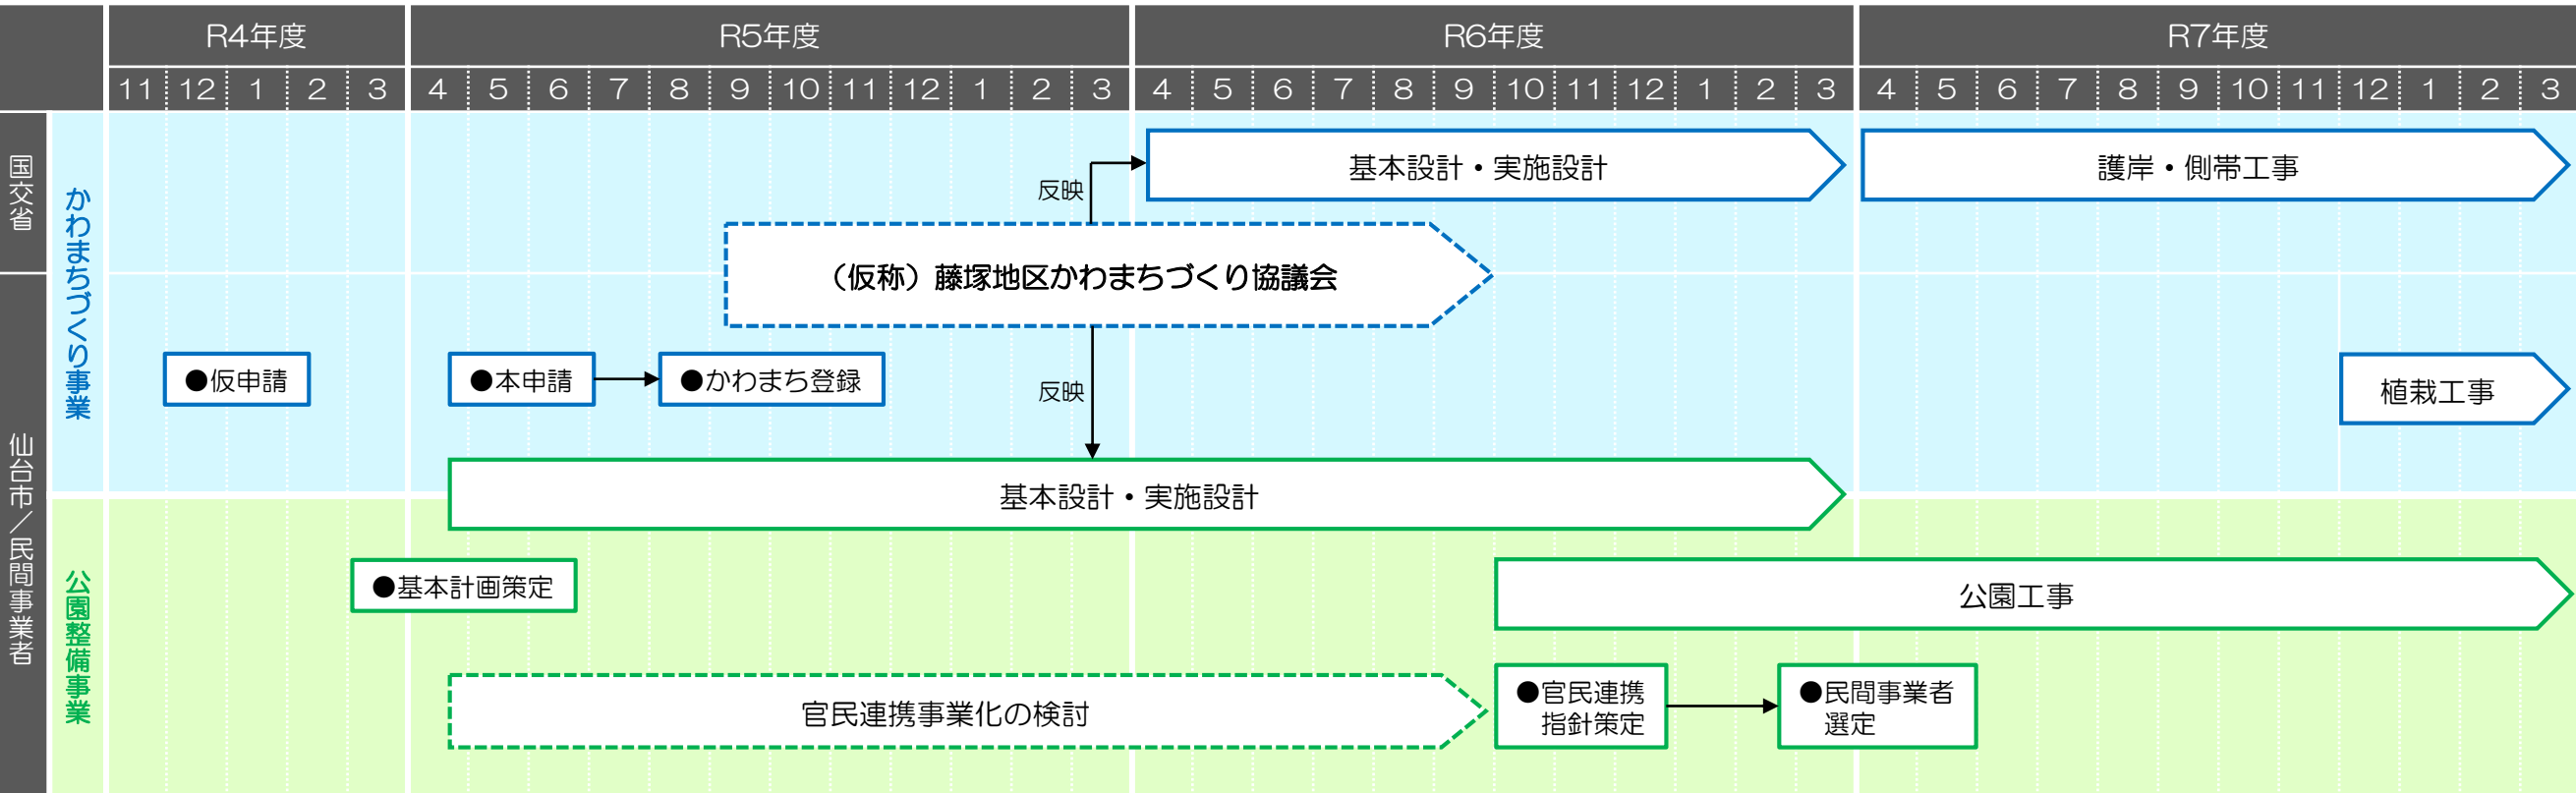 R4年度 R5年度 R6年度 R7年度
11 12 1 2 3 4 5 6 7 8 9 10 11 12 1 2 3 4 5 6 7 8 9 10 11 12 1 2 3 4 5 6 7 8 9 10 11 12 1 2 3
国交省
かわまちづくり事業
基本設計・実施設計
護岸・側帯工事
反映
（仮称）藤塚地区かわまちづくり協議会
仙台市／民間事業者
●仮申請
●本申請
●かわまち登録
反映
植栽工事
基本設計・実施設計
公園整備事業
●基本計画策定
公園工事
官民連携事業化の検討
●官民連携
指針策定
●民間事業者
選定